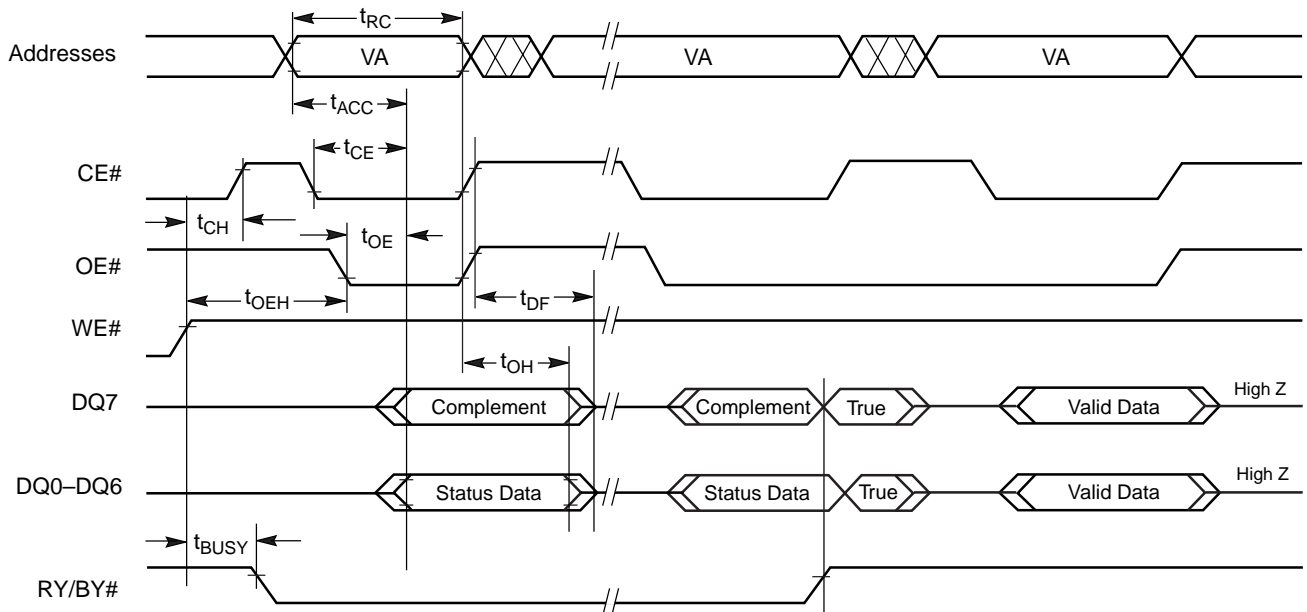 tRC
Addresses VA VA VA
tACC
tCE
CE#
tCH tOE
OE#
tOEH tDF
WE#
tOH
DQ7 Complement Complement True Valid Data High Z
DQ0–DQ6 Status Data Status Data True Valid Data High Z
tBUSY
RY/BY#